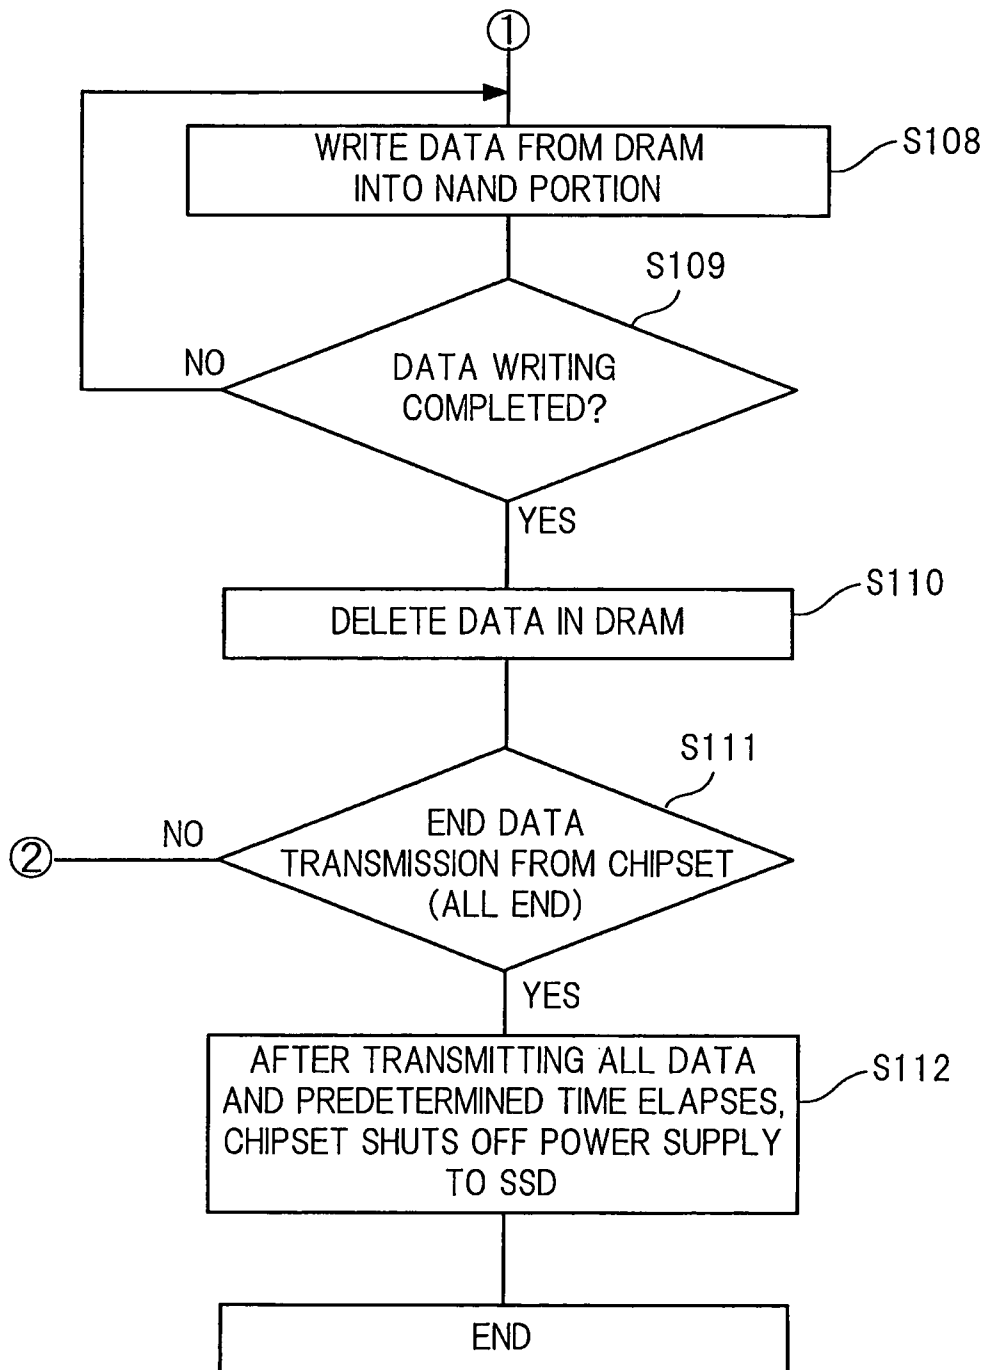 ①
WRITE DATA FROM DRAM
INTO NAND PORTION
S108
S109
NO
DATA WRITING
COMPLETED?
YES
S110
DELETE DATA IN DRAM
S111
②
NO
END DATA
TRANSMISSION FROM CHIPSET
(ALL END)
YES
AFTER TRANSMITTING ALL DATA
AND PREDETERMINED TIME ELAPSES,
CHIPSET SHUTS OFF POWER SUPPLY
TO SSD
S112
END